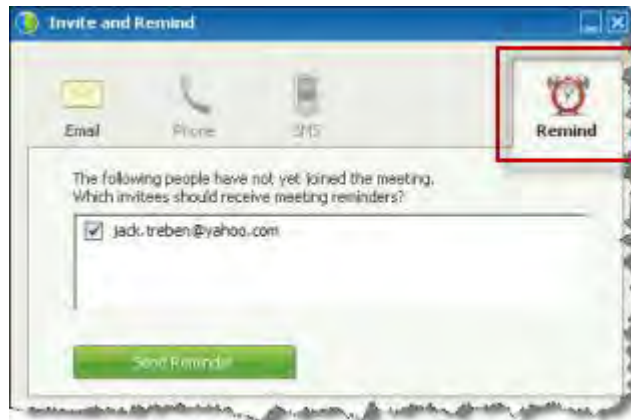 Invite and Remind
Email Phone SMS Remind
The following people have not yet joined the meeting.
Which invitees should receive meeting reminders?
jack.treben@yahoo.com
Send Reminder